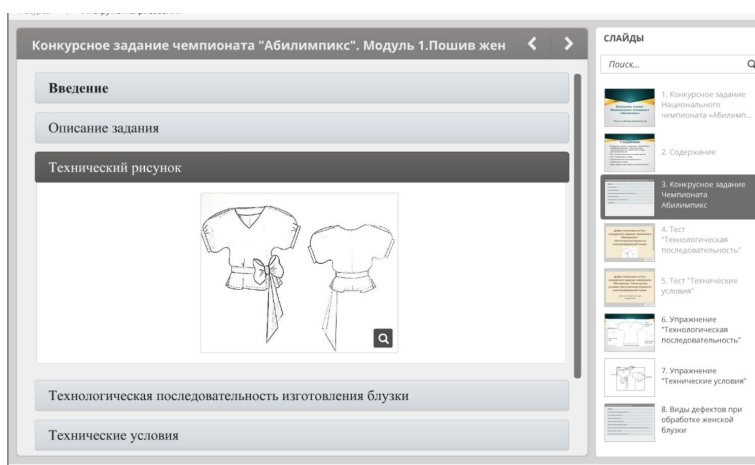 Конкурсное задание чемпионата "Абилимпикс". Модуль 1.Пошив жен
Введение
Описание задания
Технический рисунок
Технологическая последовательность изготовления блузки
Технические условия
СЛАЙДЫ
Поиск...
1. Конкурсное задание
Национального
чемпионата «Абилимп...
2. Содержание
3. Конкрусное задание
Чемпионата
Абилимпикс
4. Тест
"Технологическая
последовательность"
5. Тест "Технические
условия"
6. Упражнение
"Технологическая
последовательность"
7. Упражнение
"Технические условия"
8. Виды дефектов при
обработке женской
блузки